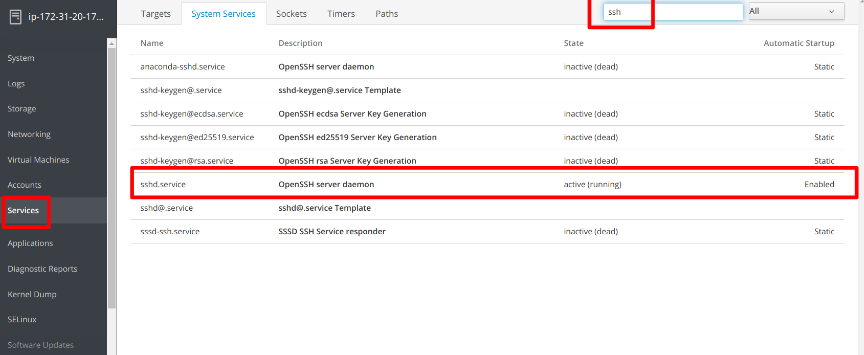 ip-172-31-20-17...
Targets System Services Sockets Timers Paths ssh All
System
Logs
Storage
Networking
Virtual Machines
Accounts
Services
Applications
Diagnostic Reports
Kernel Dump
SELinux
Software Updates
Name Description State Automatic Startup
anaconda-sshd.service OpenSSH server daemon inactive (dead) Static
sshd-keygen@.service sshd-keygen@.service Template
sshd-keygen@ecdsa.service OpenSSH ecdsa Server Key Generation inactive (dead) Static
sshd-keygen@ed25519.service OpenSSH ed25519 Server Key Generation inactive (dead) Static
sshd-keygen@rsa.service OpenSSH rsa Server Key Generation inactive (dead) Static
sshd.service OpenSSH server daemon active (running) Enabled
sshd@.service sshd@.service Template
sssd-ssh.service SSSD SSH Service responder inactive (dead) Static